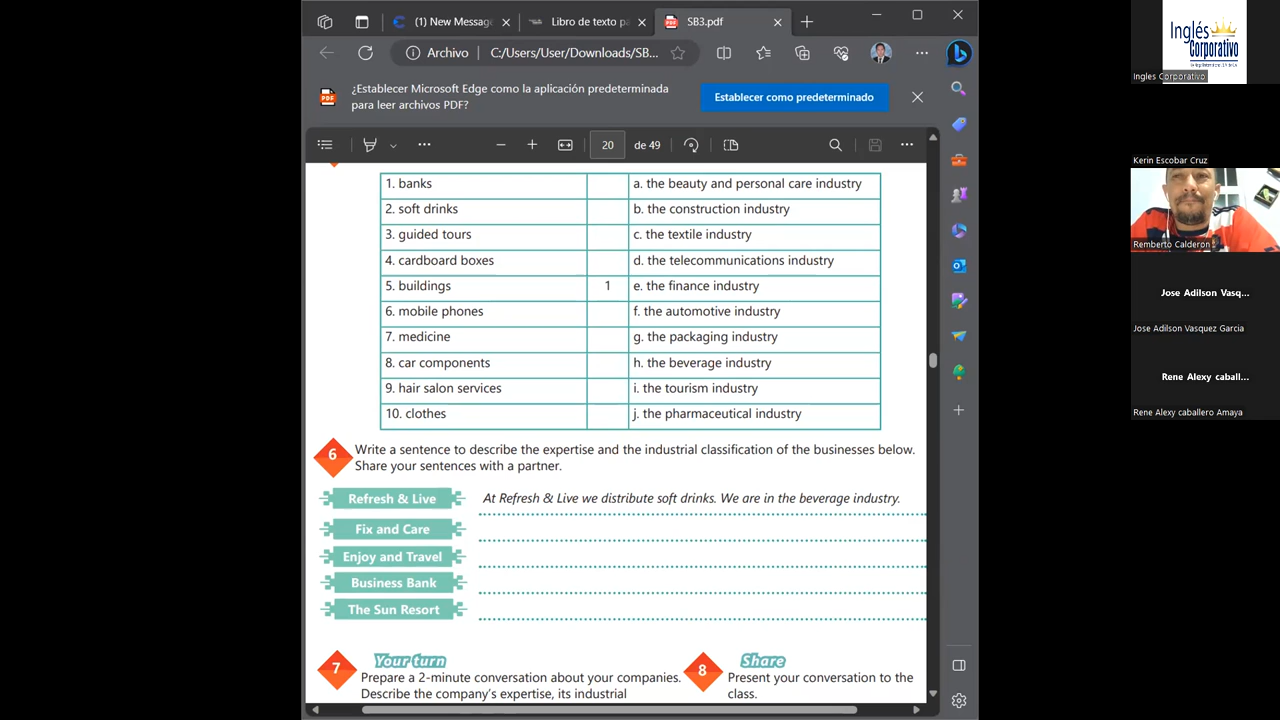 (1) New Messag
Libro de texto pa
SB3.pdf
Archivo
C:/Users/User/Downloads/SB...
¿Establecer Microsoft Edge como la aplicación predeterminada
para leer archivos PDF?
Establecer como predeterminado
20
de 49
1. banks
a. the beauty and personal care industry
2. soft drinks
b. the construction industry
3. guided tours
c. the textile industry
4. cardboard boxes
d. the telecommunications industry
5. buildings
1
e. the finance industry
6. mobile phones
f. the automotive industry
7. medicine
g. the packaging industry
8. car components
h. the beverage industry
9. hair salon services
i. the tourism industry
10. clothes
j. the pharmaceutical industry
6
Write a sentence to describe the expertise and the industrial classification of the businesses below.
Share your sentences with a partner.
Refresh & Live
At Refresh & Live we distribute soft drinks. We are in the beverage industry.
Fix and Care
Enjoy and Travel
Business Bank
The Sun Resort
7
Your turn
Prepare a 2-minute conversation about your companies.
Describe the company's expertise, its industrial
8
Share
Present your conversation to the
class.
Inglés
Corporativo
Ingles Corporativo
Kerin Escobar Cruz
Remberto Calderon
Jose Adilson Vasq...
Jose Adilson Vasquez Garcia
Rene Alexy caball...
Rene Alexy caballero Amaya